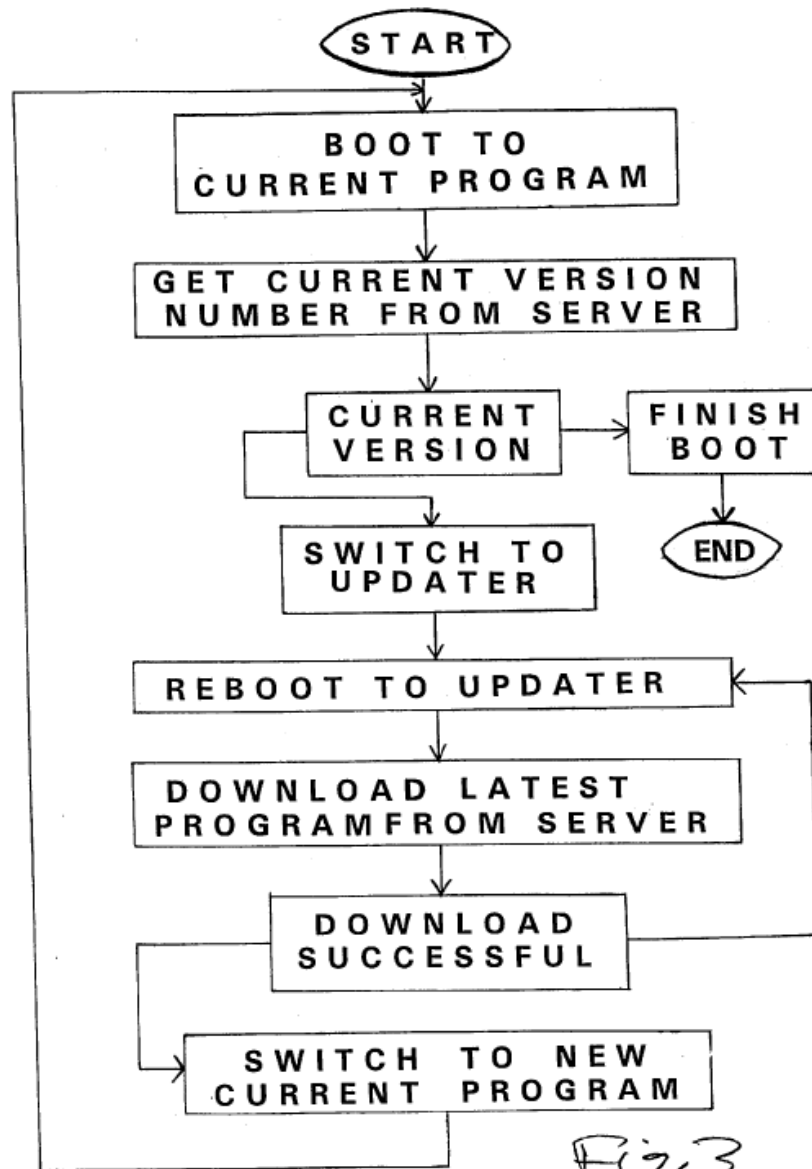 START
BOOT TO
CURRENT PROGRAM
GET CURRENT VERSION
NUMBER FROM SERVER
CURRENT
VERSION
FINISH
BOOT
SWITCH TO
UPDATER
END
REBOOT TO UPDATER
DOWNLOAD LATEST
PROGRAMFROM SERVER
DOWNLOAD
SUCCESSFUL
SWITCH TO NEW
CURRENT PROGRAM
Fig. 3